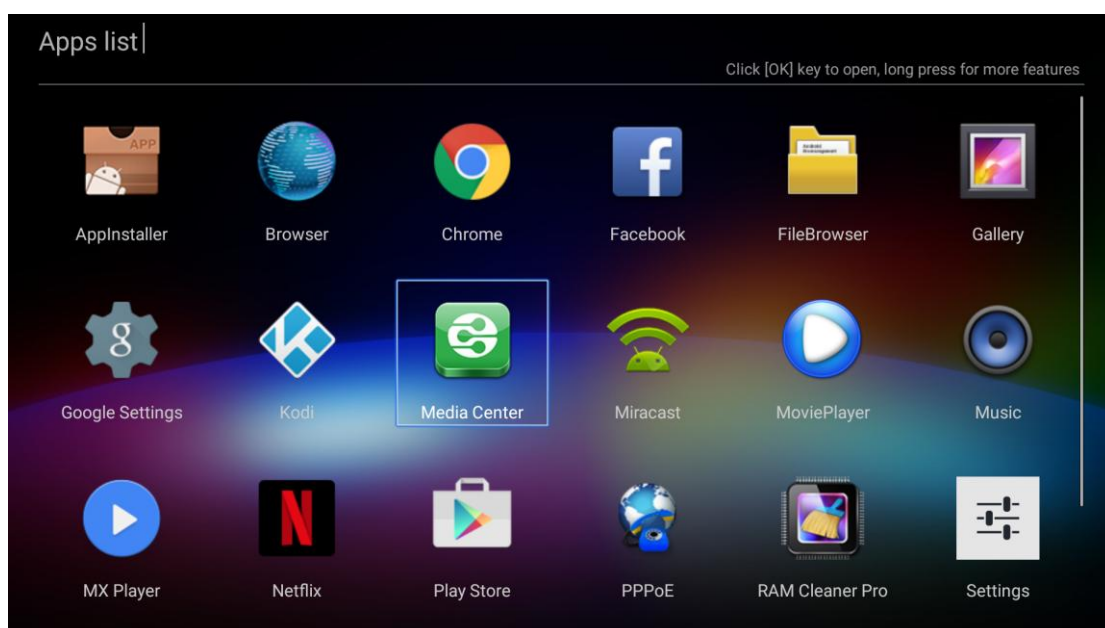 Apps list
Click [OK] key to open, long press for more features
APP
AppInstaller
Browser
Chrome
Facebook
FileBrowser
Gallery
Google Settings
Kodi
Media Center
Miracast
MoviePlayer
Music
MX Player
Netflix
Play Store
PPPoE
RAM Cleaner Pro
Settings